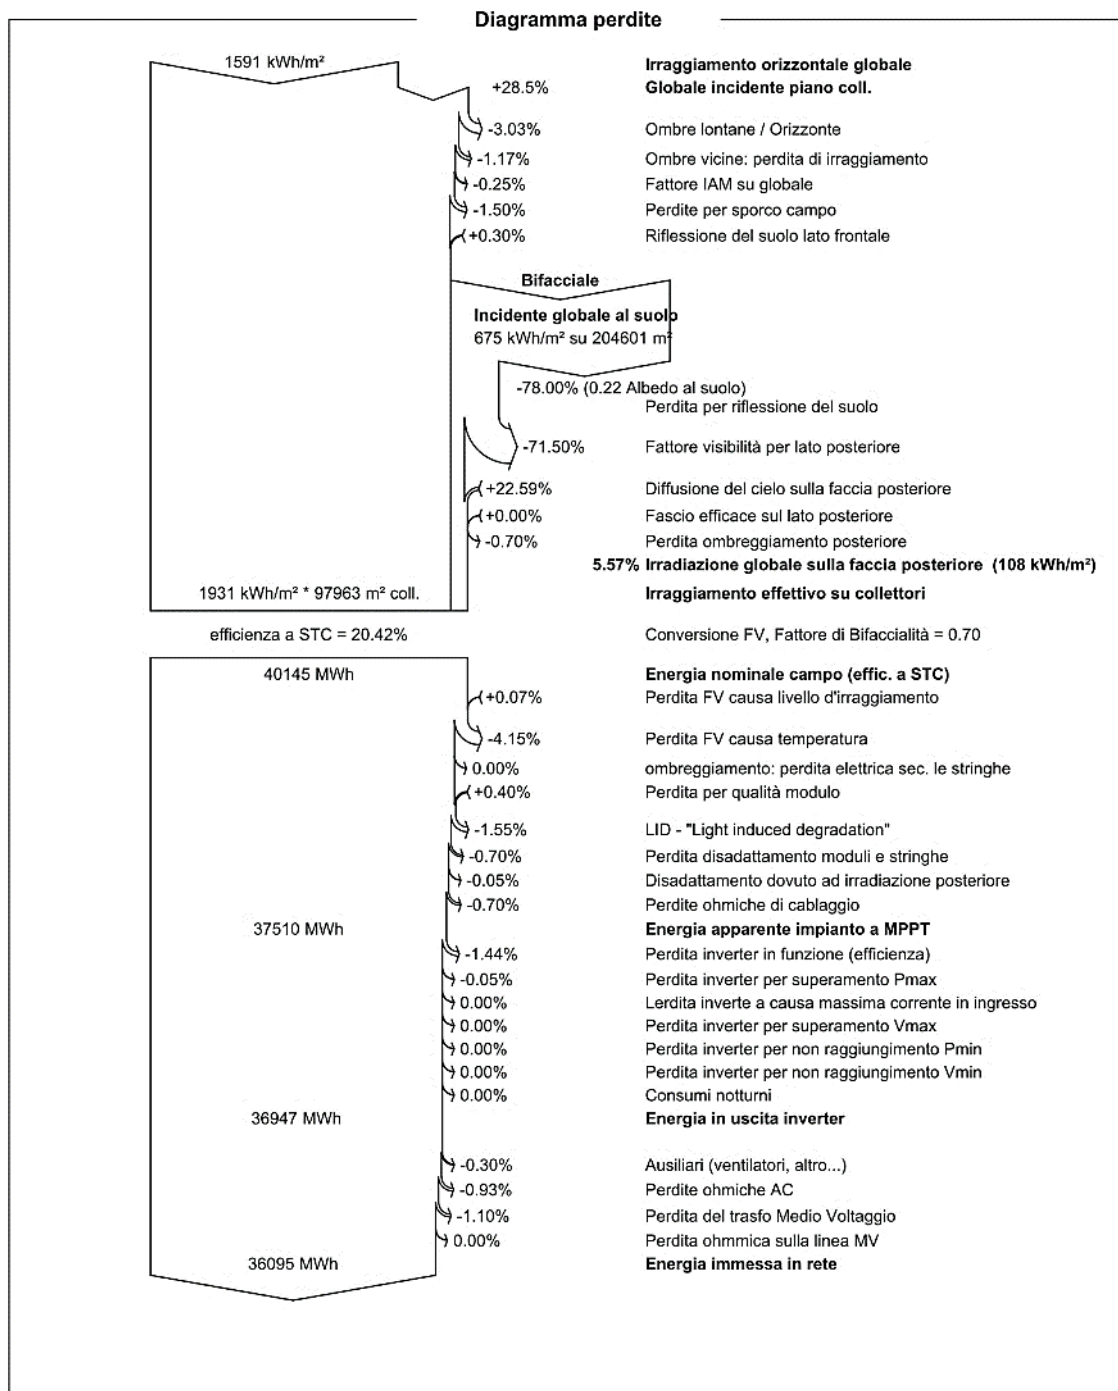 Diagramma perdite
1591 kWh/m² Irraggiamento orizzontale globale
+28.5% Globale incidente piano coll.
-3.03% Ombre lontane / Orizzonte
-1.17% Ombre vicine: perdita di irraggiamento
-0.25% Fattore IAM su globale
-1.50% Perdite per sporco campo
+0.30% Riflessione del suolo lato frontale
Bifacciale
Incidente globale al suolo
675 kWh/m² su 204601 m²
-78.00% (0.22 Albedo al suolo)
Perdita per riflessione del suolo
-71.50% Fattore visibilità per lato posteriore
+22.59% Diffusione del cielo sulla faccia posteriore
+0.00% Fascio efficace sul lato posteriore
-0.70% Perdita ombreggiamento posteriore
5.57% Irradiazione globale sulla faccia posteriore (108 kWh/m²)
1931 kWh/m² * 97963 m² coll. Irraggiamento effettivo su collettori
efficienza a STC = 20.42% Conversione FV, Fattore di Bifaccialità = 0.70
40145 MWh Energia nominale campo (effic. a STC)
+0.07% Perdita FV causa livello d'irraggiamento
-4.15% Perdita FV causa temperatura
0.00% ombreggiamento: perdita elettrica sec. le stringhe
+0.40% Perdita per qualità modulo
-1.55% LID - "Light induced degradation"
-0.70% Perdita disadattamento moduli e stringhe
-0.05% Disadattamento dovuto ad irradiazione posteriore
-0.70% Perdite ohmiche di cablaggio
37510 MWh Energia apparente impianto a MPPT
-1.44% Perdita inverter in funzione (efficienza)
-0.05% Perdita inverter per superamento Pmax
0.00% Lerdita inverte a causa massima corrente in ingresso
0.00% Perdita inverter per superamento Vmax
0.00% Perdita inverter per non raggiungimento Pmin
0.00% Perdita inverter per non raggiungimento Vmin
0.00% Consumi notturni
36947 MWh Energia in uscita inverter
-0.30% Ausiliari (ventilatori, altro...)
-0.93% Perdite ohmiche AC
-1.10% Perdita del trasfo Medio Voltaggio
0.00% Perdita ohmmica sulla linea MV
36095 MWh Energia immessa in rete